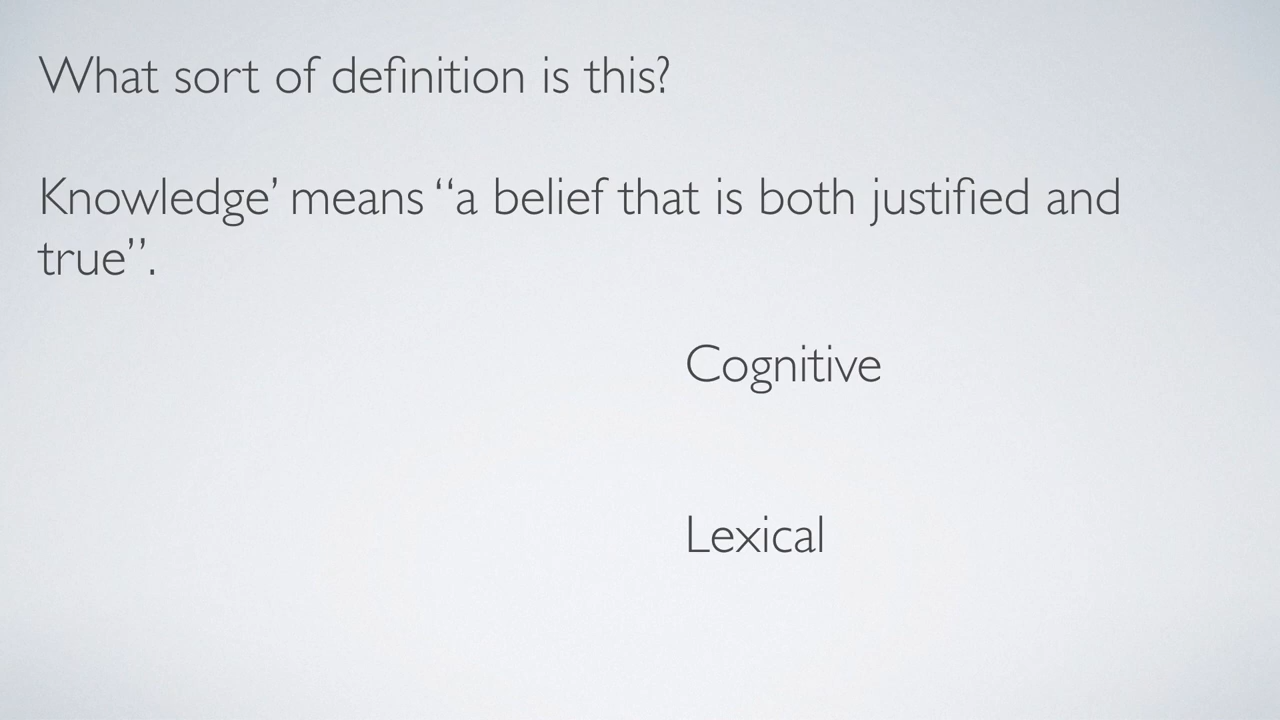 What sort of definition is this?
Knowledge’ means “a belief that is both justified and
true”.
Cognitive
Lexical